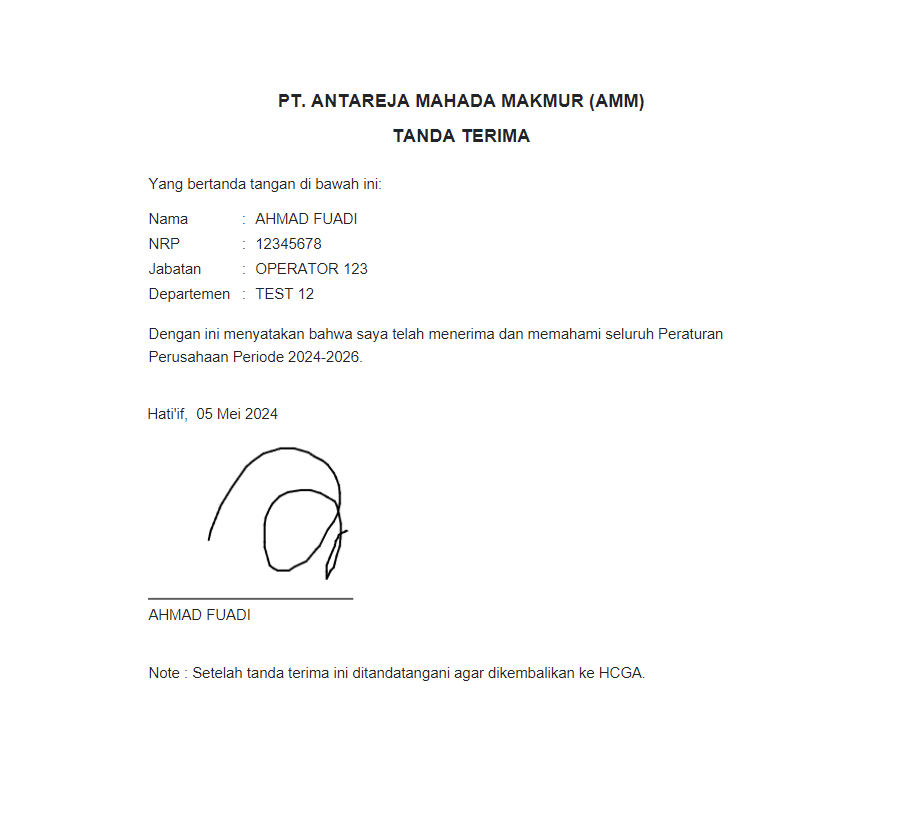 PT. ANTAREJA MAHADA MAKMUR (AMM)
TANDA TERIMA
Yang bertanda tangan di bawah ini:
Nama : AHMAD FUADI
NRP : 12345678
Jabatan : OPERATOR 123
Departemen : TEST 12
Dengan ini menyatakan bahwa saya telah menerima dan memahami seluruh Peraturan
Perusahaan Periode 2024-2026.
Hati'if, 05 Mei 2024
AHMAD FUADI
Note : Setelah tanda terima ini ditandatangani agar dikembalikan ke HCGA.